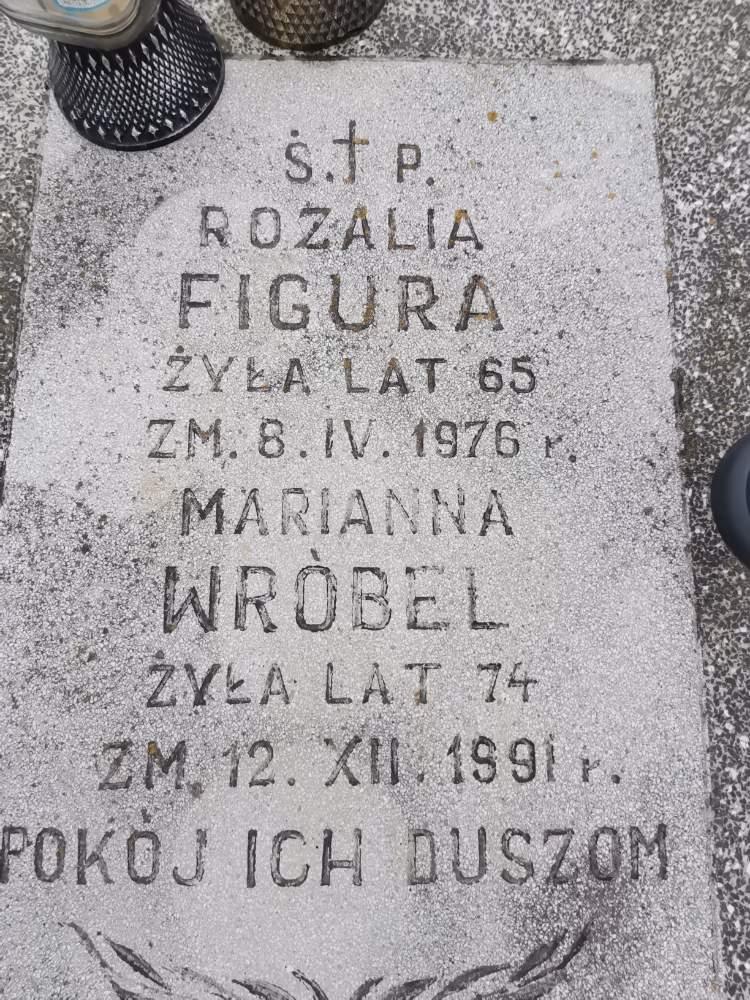 Ś.✝P.
ROZALIA
FIGURA
ŻYŁA LAT 65
ZM. 8. IV. 1976 r.
MARIANNA
WRÒBEL
ŻYŁA LAT 74
ZM. 12. XII. 1991 r.
POKÓJ ICH DUSZOM